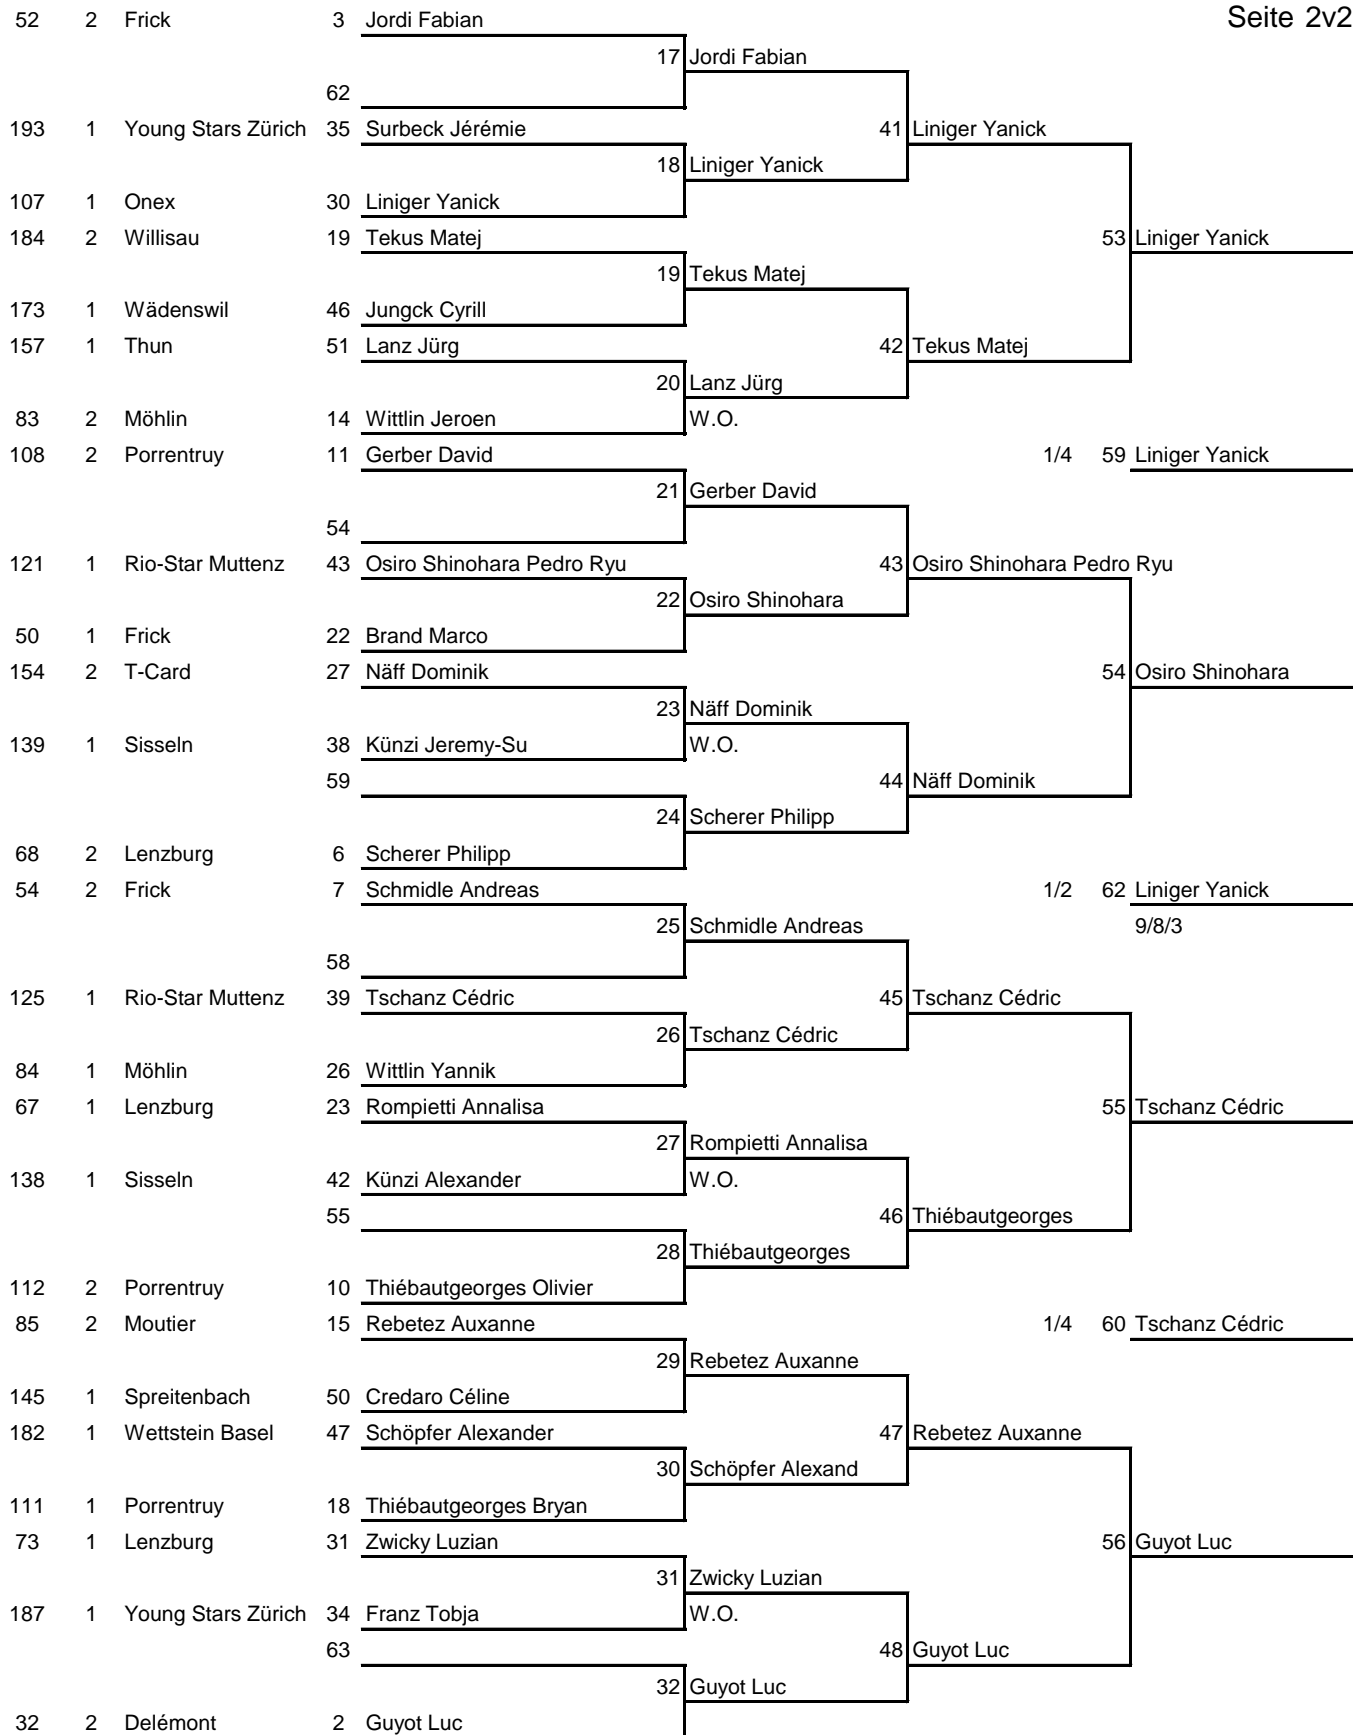 52 2 Frick 3 Jordi Fabian Seite 2v2
17 Jordi Fabian
62
193 1 Young Stars Zürich 35 Surbeck Jérémie 41 Liniger Yanick
18 Liniger Yanick
107 1 Onex 30 Liniger Yanick
184 2 Willisau 19 Tekus Matej 53 Liniger Yanick
19 Tekus Matej
173 1 Wädenswil 46 Jungck Cyrill
157 1 Thun 51 Lanz Jürg 42 Tekus Matej
20 Lanz Jürg
83 2 Möhlin 14 Wittlin Jeroen W.O.
108 2 Porrentruy 11 Gerber David 1/4 59 Liniger Yanick
21 Gerber David
54
121 1 Rio-Star Muttenz 43 Osiro Shinohara Pedro Ryu 43 Osiro Shinohara Pedro Ryu
22 Osiro Shinohara
50 1 Frick 22 Brand Marco
154 2 T-Card 27 Näff Dominik 54 Osiro Shinohara
23 Näff Dominik
139 1 Sisseln 38 Künzi Jeremy-Su W.O.
59 44 Näff Dominik
24 Scherer Philipp
68 2 Lenzburg 6 Scherer Philipp
54 2 Frick 7 Schmidle Andreas 1/2 62 Liniger Yanick
25 Schmidle Andreas 9/8/3
58
125 1 Rio-Star Muttenz 39 Tschanz Cédric 45 Tschanz Cédric
26 Tschanz Cédric
84 1 Möhlin 26 Wittlin Yannik
67 1 Lenzburg 23 Rompietti Annalisa 55 Tschanz Cédric
27 Rompietti Annalisa
138 1 Sisseln 42 Künzi Alexander W.O.
55 46 Thiébautgeorges
28 Thiébautgeorges
112 2 Porrentruy 10 Thiébautgeorges Olivier
85 2 Moutier 15 Rebetez Auxanne 1/4 60 Tschanz Cédric
29 Rebetez Auxanne
145 1 Spreitenbach 50 Credaro Céline
182 1 Wettstein Basel 47 Schöpfer Alexander 47 Rebetez Auxanne
30 Schöpfer Alexand
111 1 Porrentruy 18 Thiébautgeorges Bryan
73 1 Lenzburg 31 Zwicky Luzian 56 Guyot Luc
31 Zwicky Luzian
187 1 Young Stars Zürich 34 Franz Tobja W.O.
63 48 Guyot Luc
32 Guyot Luc
32 2 Delémont 2 Guyot Luc